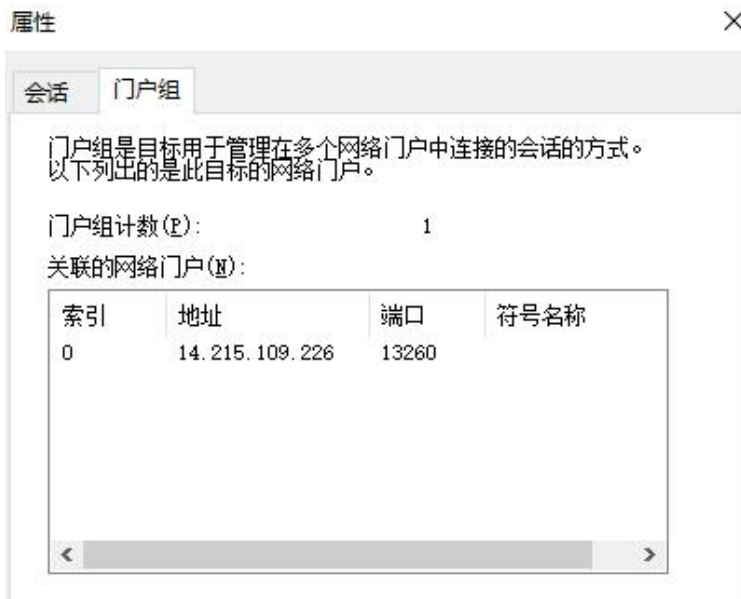 属性
会话 门户组
门户组是目标用于管理在多个网络门户中连接的会话的方式。
以下列出的是此目标的网络门户。
门户组计数(P): 1
关联的网络门户(N):
索引 地址 端口 符号名称
0 14.215.109.226 13260